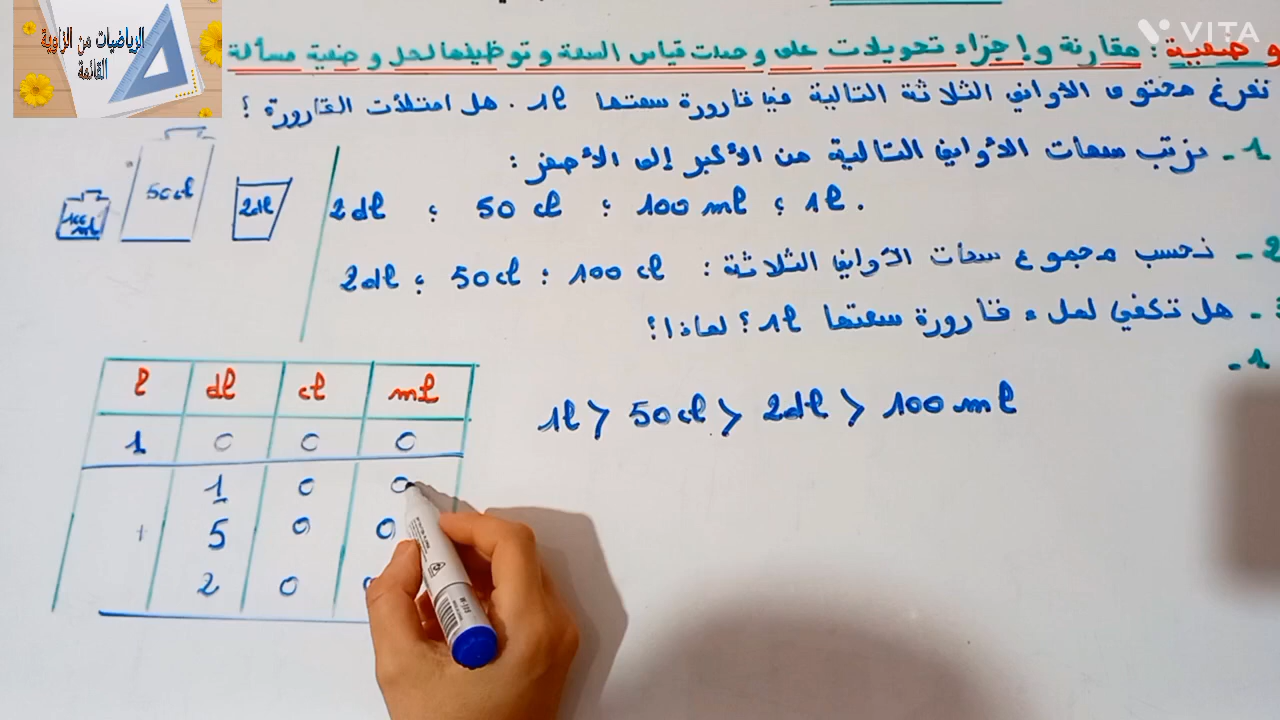 الرياضيات من الزاوية
القائمة
VITA
وضعية : مقارنة وإجزاء تحويلات على وحدات قياس السعة وتوظيفها لحل وضعية مسألة
نفرغ محتوى الأواني الثلاثة التالية في قارورة سعتها 1l . هل امتلأت القارورة ؟
1 - نرتب سعات الأواني التالية من الأكبر إلى الأصغر :
2dl ؛ 50 cl ؛ 100 ml ؛ 1l .
2 - نحسب مجموع سعات الأواني الثلاثة : 100 cl ؛ 50cl ؛ 2dl
- هل تكفي لملء قارورة سعتها 1l ؟ لماذا ؟
1 -
100 ml
50cl
2dl
1l > 50cl > 2dl > 100 ml
l dl cl ml
1 0 0 0
1 0 0
+ 5 0 0
2 0